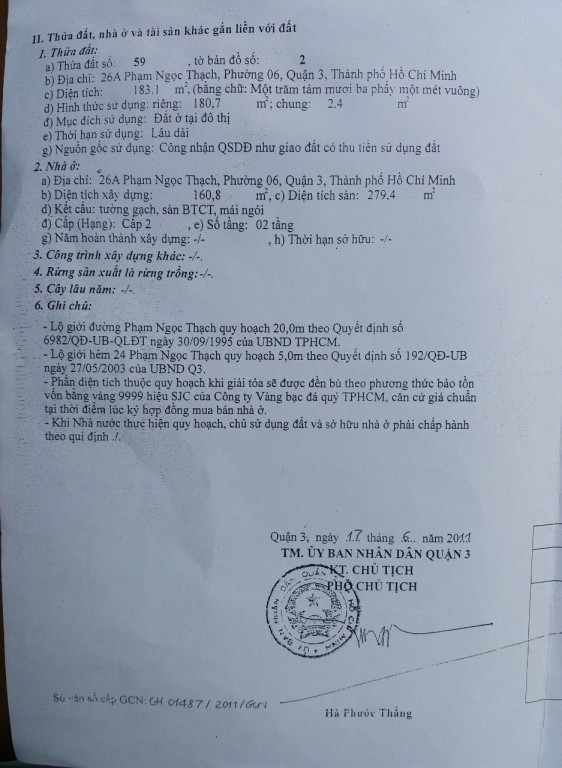 II. Thửa đất, nhà ở và tài sản khác gắn liền với đất
1. Thửa đất:
a) Thửa đất số: 59 , tờ bản đồ số: 2
b) Địa chỉ: 26A Phạm Ngọc Thạch, Phường 06, Quận 3, Thành phố Hồ Chí Minh
c) Diện tích: 183.1 m², (bằng chữ: Một trăm tám mươi ba phảy một mét vuông)
d) Hình thức sử dụng: riêng: 180,7 m²; chung: 2.4 m²
đ) Mục đích sử dụng: Đất ở tại đô thị
e) Thời hạn sử dụng: Lâu dài
g) Nguồn gốc sử dụng: Công nhận QSDĐ như giao đất có thu tiền sử dụng đất
2. Nhà ở:
a) Địa chỉ: 26A Phạm Ngọc Thạch, Phường 06, Quận 3, Thành phố Hồ Chí Minh
b) Diện tích xây dựng: 160,8 m², c) Diện tích sàn: 279.4 m²
d) Kết cấu: tường gạch, sàn BTCT, mái ngói
đ) Cấp (Hạng): Cấp 2 , e) Số tầng: 02 tầng
g) Năm hoàn thành xây dựng: -/- , h) Thời hạn sở hữu: -/-
3. Công trình xây dựng khác: -/-.
4. Rừng sản xuất là rừng trồng: -/-.
5. Cây lâu năm: -/-.
6. Ghi chú:
- Lộ giới đường Phạm Ngọc Thạch quy hoạch 20,0m theo Quyết định số
6982/QĐ-UB-QLĐT ngày 30/09/1995 của UBND TPHCM.
- Lộ giới hẻm 24 Phạm Ngọc Thạch quy hoạch 5,0m theo Quyết định số 192/QĐ-UB
ngày 27/05/2003 của UBND Q3.
- Phần diện tích thuộc quy hoạch khi giải tỏa sẽ được đền bù theo phương thức bảo tồn
vốn bằng vàng 9999 hiệu SJC của Công ty Vàng bạc đá quý TPHCM, căn cứ giá chuẩn
tại thời điểm lúc ký hợp đồng mua bán nhà ở.
- Khi Nhà nước thực hiện quy hoạch, chủ sử dụng đất và sở hữu nhà ở phải chấp hành
theo qui định ./.
Quận 3, ngày 17 tháng 6.. năm 2011
TM. ỦY BAN NHÂN DÂN QUẬN 3
KT. CHỦ TỊCH
PHÓ CHỦ TỊCH
Số vào sổ cấp GCN: CH 01487 / 2011/GCN
Hà Phước Thắng